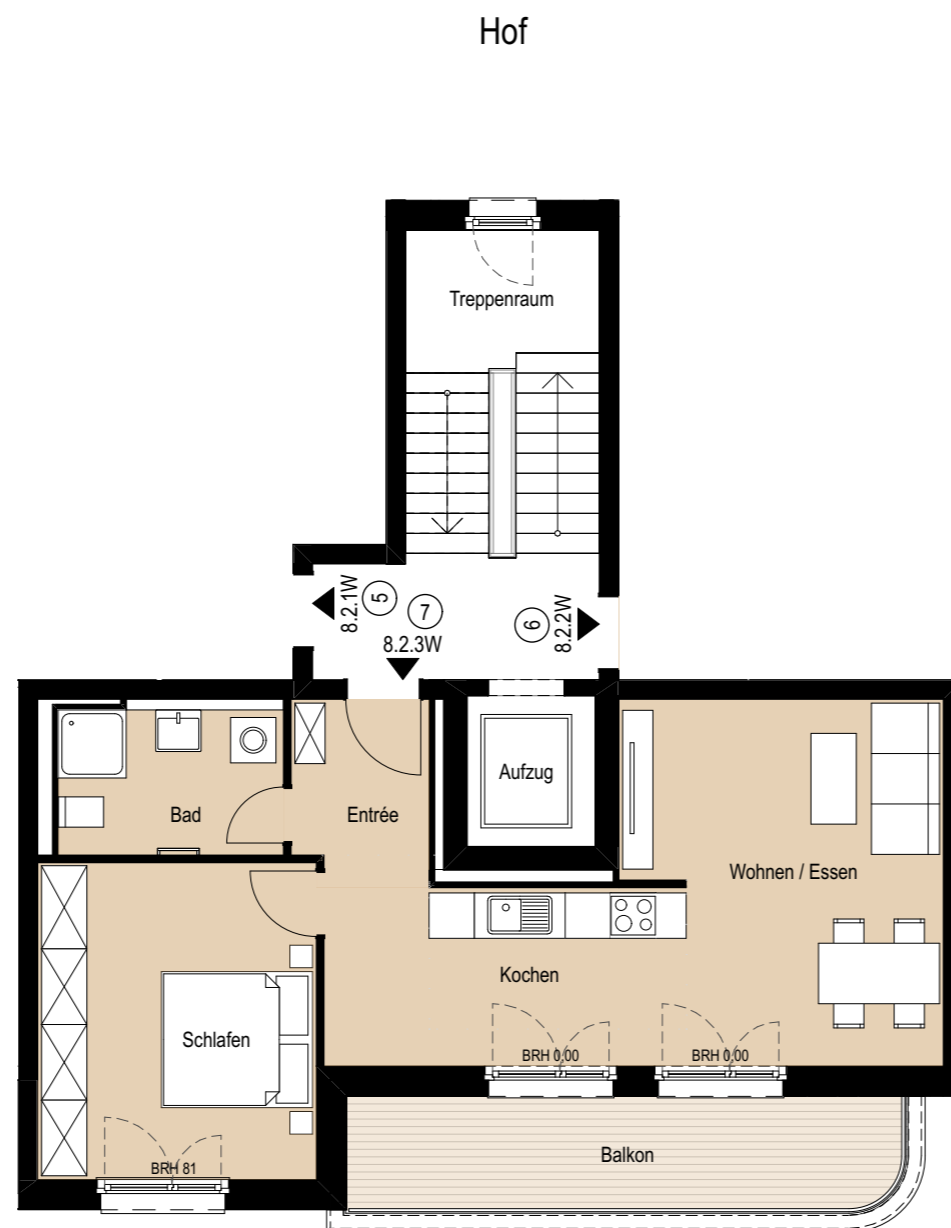 Hof
Treppenraum
8.2.1W
5
7
8.2.3W
6
8.2.2W
Aufzug
Bad
Entrée
Wohnen / Essen
Kochen
Schlafen
BRH 0,00
BRH 0,00
Balkon
BRH 81